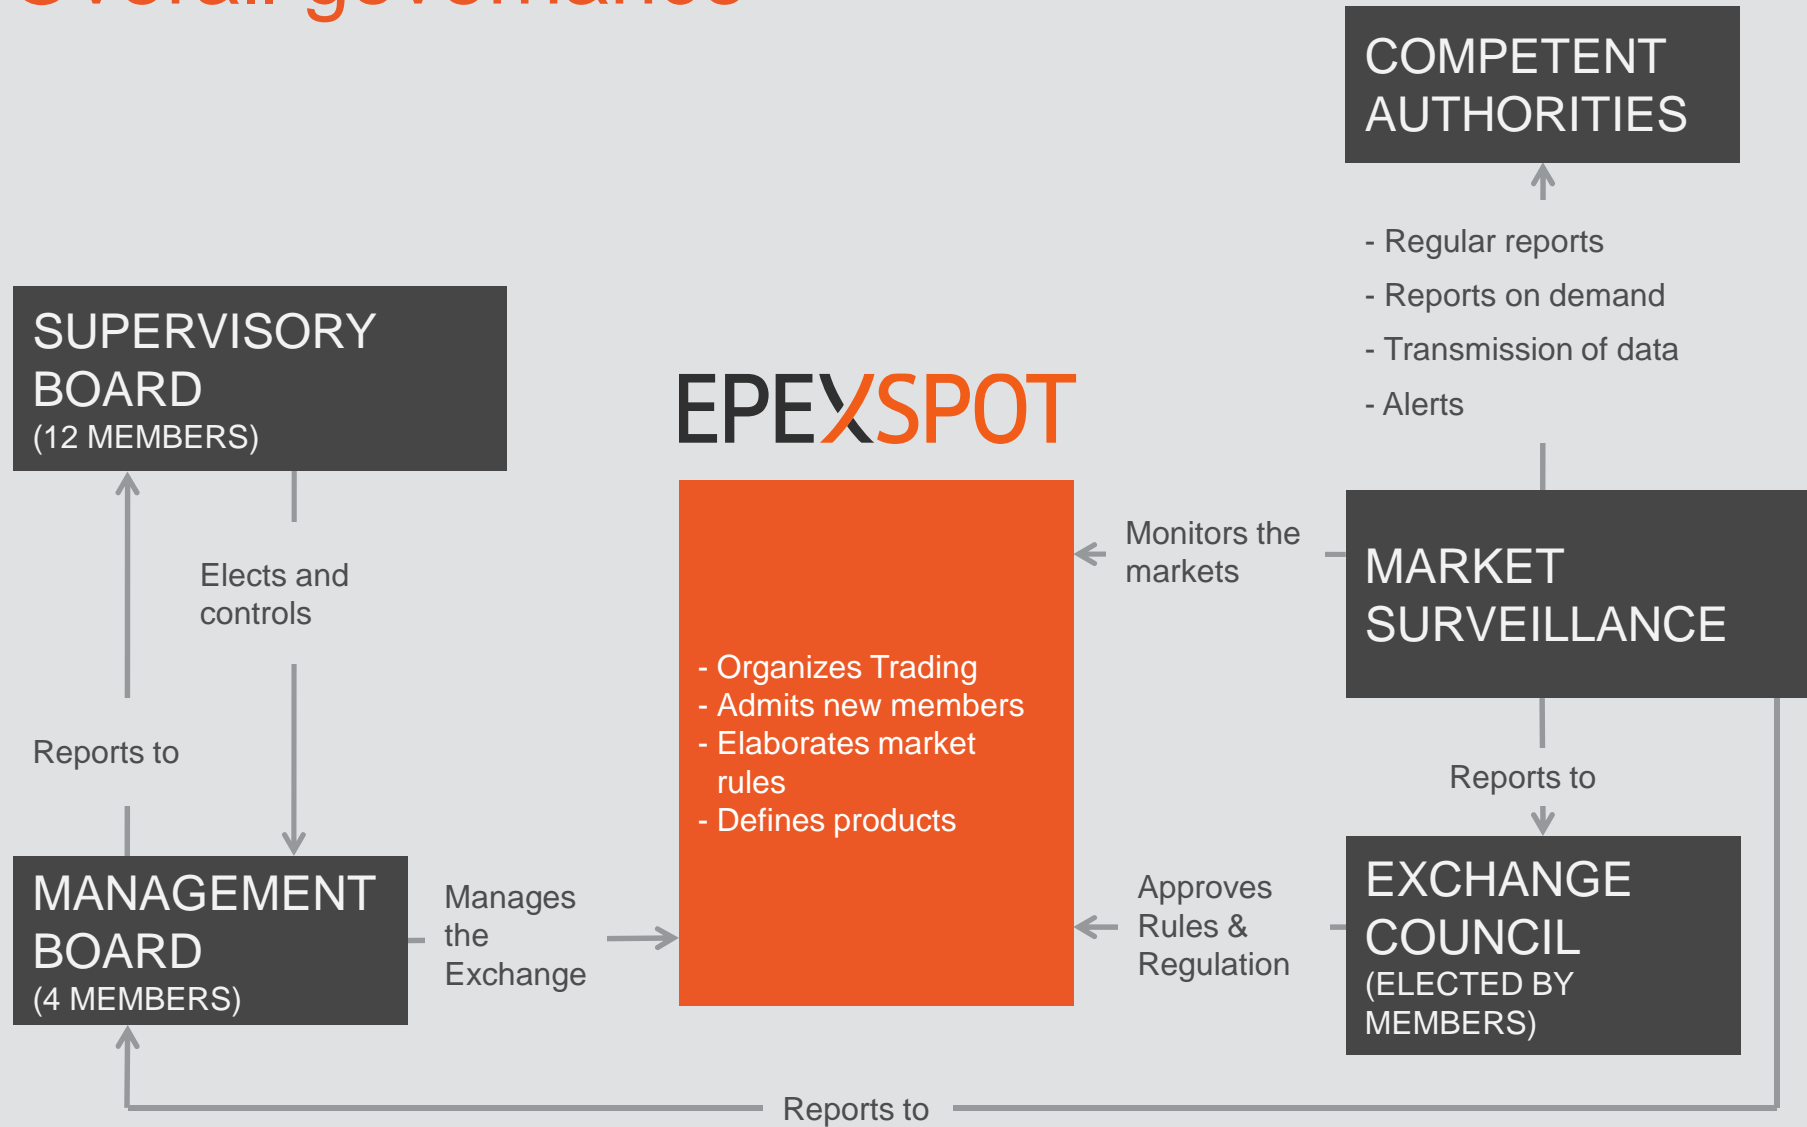 Overall governance
COMPETENT
AUTHORITIES
- Regular reports
- Reports on demand
- Transmission of data
- Alerts
SUPERVISORY
BOARD
(12 MEMBERS)
EPEXSPOT
Elects and
controls
Reports to
Monitors the
markets
MARKET
SURVEILLANCE
- Organizes Trading
- Admits new members
- Elaborates market
rules
- Defines products
Reports to
MANAGEMENT
BOARD
(4 MEMBERS)
Manages
the
Exchange
Approves
Rules &
Regulation
EXCHANGE
COUNCIL
(ELECTED BY
MEMBERS)
Reports to